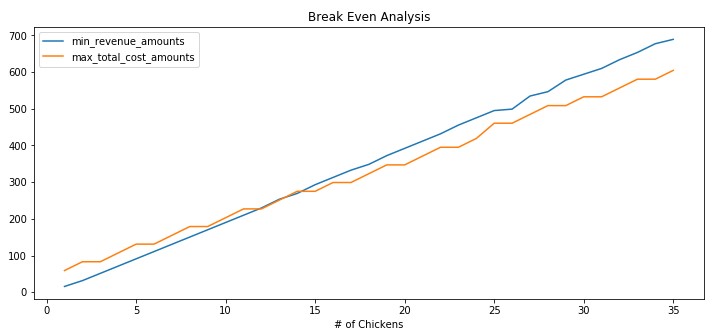 Break Even Analysis
min_revenue_amounts
max_total_cost_amounts
700
600
500
400
300
200
100
0
0 5 10 15 20 25 30 35
# of Chickens